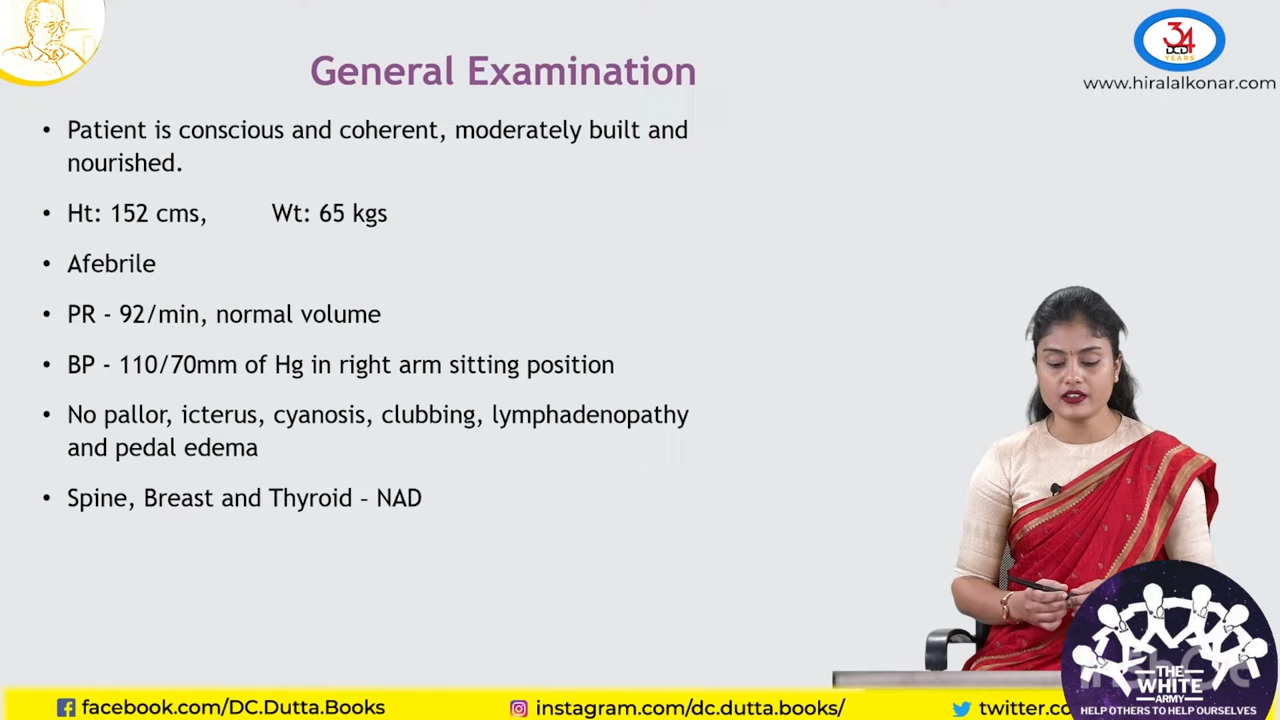 General Examination
34
DCD
YEARS
www.hiralalkonar.com
• Patient is conscious and coherent, moderately built and
nourished.
• Ht: 152 cms, Wt: 65 kgs
• Afebrile
• PR - 92/min, normal volume
• BP - 110/70mm of Hg in right arm sitting position
• No pallor, icterus, cyanosis, clubbing, lymphadenopathy
and pedal edema
• Spine, Breast and Thyroid – NAD
THE
WHITE
ARMY
HELP OTHERS TO HELP OURSELVES
facebook.com/DC.Dutta.Books
instagram.com/dc.dutta.books/
twitter.co